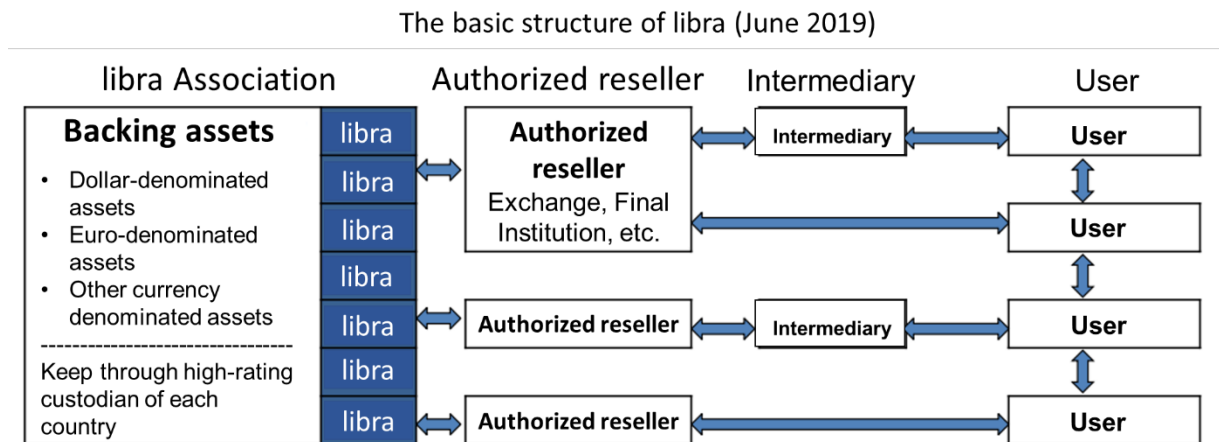 The basic structure of libra (June 2019)
libra Association
Authorized reseller
Intermediary
User
Backing assets
• Dollar-denominated
assets
• Euro-denominated
assets
• Other currency
denominated assets
--------------------------------
Keep through high-rating
custodian of each
country
libra
libra
libra
libra
libra
libra
libra
Authorized
reseller
Exchange, Final
Institution, etc.
Authorized reseller
Authorized reseller
Intermediary
Intermediary
User
User
User
User